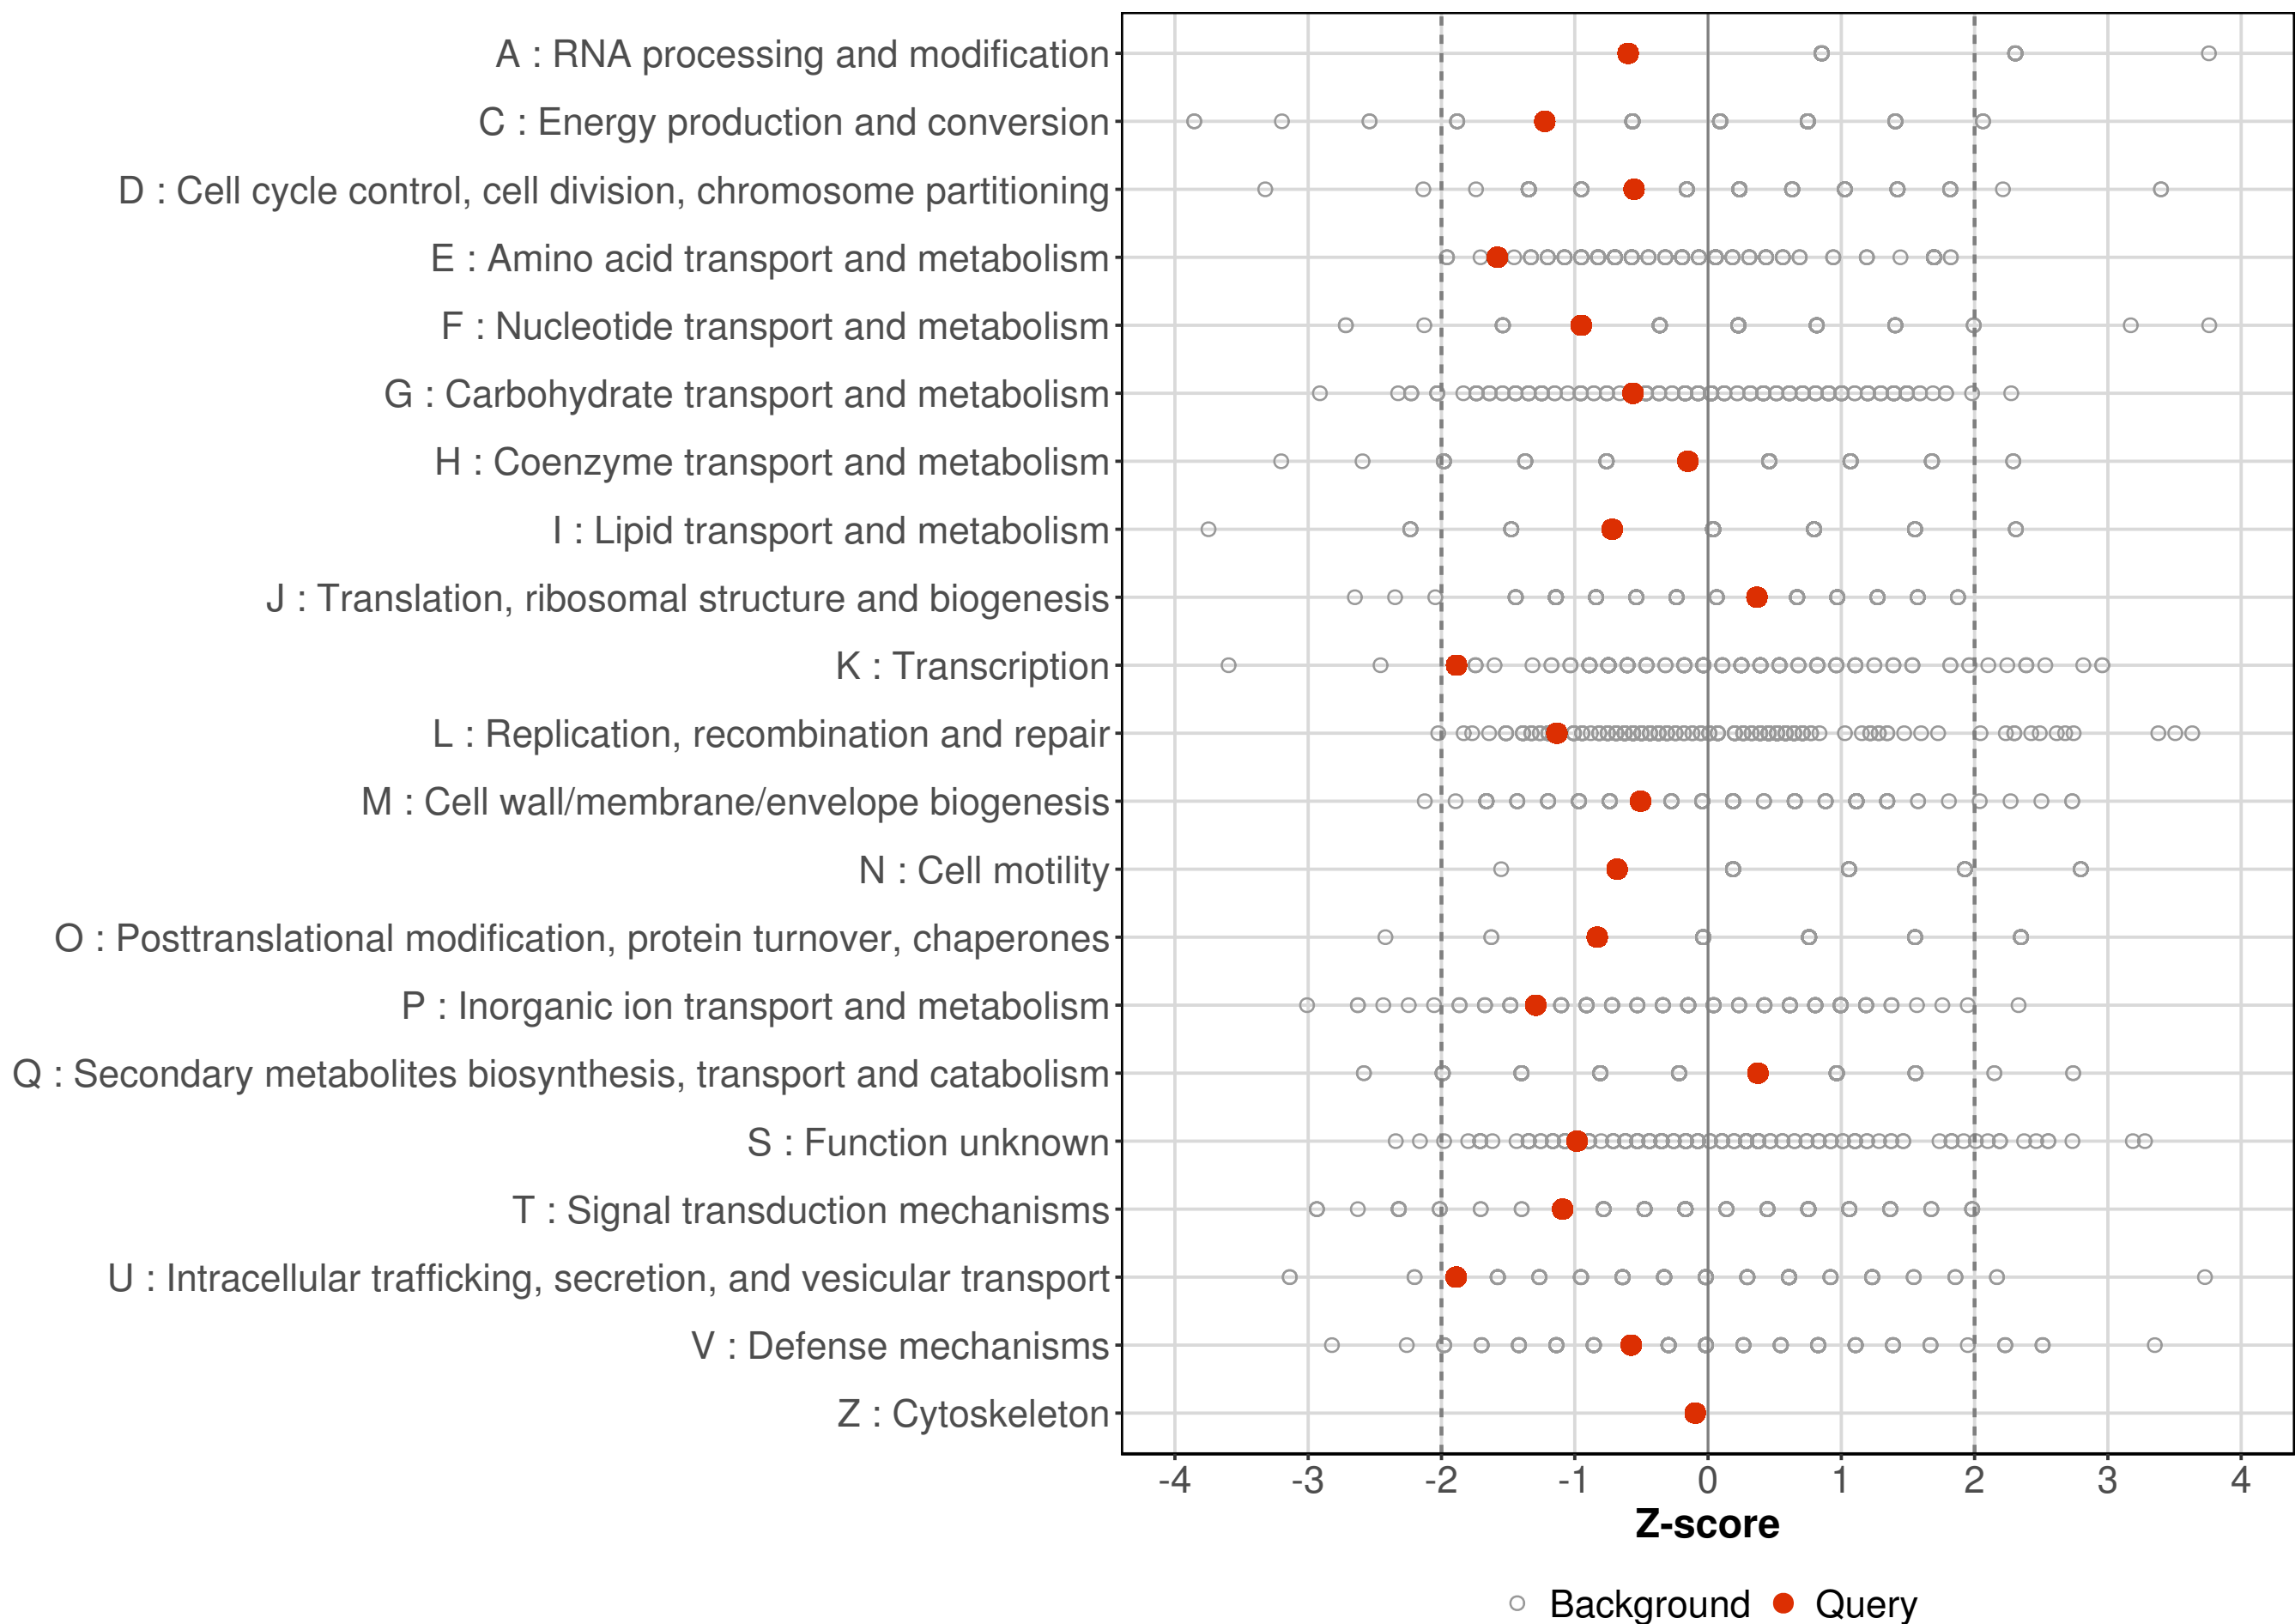 A : RNA processing and modification
C : Energy production and conversion
D : Cell cycle control, cell division, chromosome partitioning
E : Amino acid transport and metabolism
F : Nucleotide transport and metabolism
G : Carbohydrate transport and metabolism
H : Coenzyme transport and metabolism
I : Lipid transport and metabolism
J : Translation, ribosomal structure and biogenesis
K : Transcription
L : Replication, recombination and repair
M : Cell wall/membrane/envelope biogenesis
N : Cell motility
O : Posttranslational modification, protein turnover, chaperones
P : Inorganic ion transport and metabolism
Q : Secondary metabolites biosynthesis, transport and catabolism
S : Function unknown
T : Signal transduction mechanisms
U : Intracellular trafficking, secretion, and vesicular transport
V : Defense mechanisms
Z : Cytoskeleton
-4 -3 -2 -1 0 1 2 3 4
Z-score
Background Query